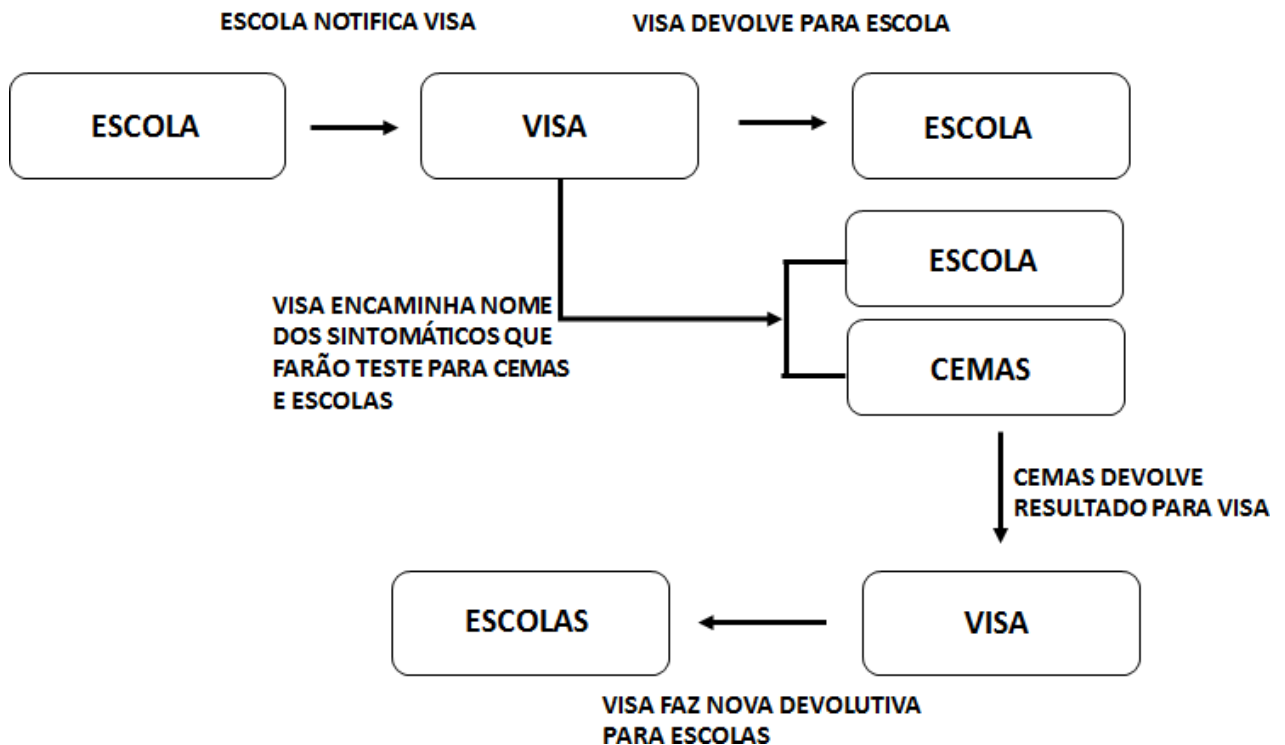 ESCOLA NOTIFICA VISA
VISA DEVOLVE PARA ESCOLA
ESCOLA
VISA
ESCOLA
ESCOLA
VISA ENCAMINHA NOME
DOS SINTOMÁTICOS QUE
FARÃO TESTE PARA CEMAS
E ESCOLAS
CEMAS
CEMAS DEVOLVE
RESULTADO PARA VISA
ESCOLAS
VISA
VISA FAZ NOVA DEVOLUTIVA
PARA ESCOLAS